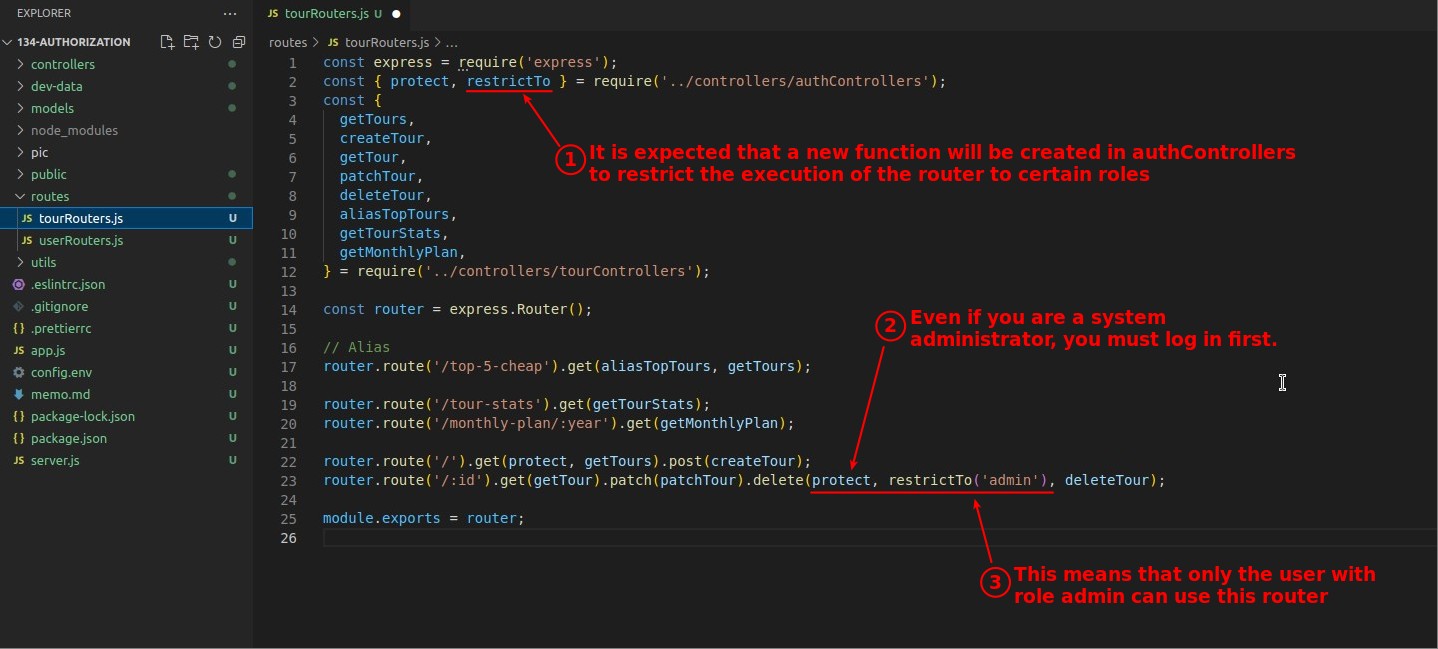 EXPLORER
134-AUTHORIZATION
controllers
dev-data
models
node_modules
pic
public
routes
JS tourRouters.js U
JS userRouters.js U
utils
.eslintrc.json U
.gitignore U
{} .prettierrc U
JS app.js U
config.env U
memo.md U
{} package-lock.json U
{} package.json U
JS server.js U
JS tourRouters.js U
routes > JS tourRouters.js > ...
1 const express = require('express');
2 const { protect, restrictTo } = require('../controllers/authControllers');
3 const {
4 getTours,
5 createTour,
6 getTour,
7 patchTour,
8 deleteTour,
9 aliasTopTours,
10 getTourStats,
11 getMonthlyPlan,
12 } = require('../controllers/tourControllers');
13
14 const router = express.Router();
15
16 // Alias
17 router.route('/top-5-cheap').get(aliasTopTours, getTours);
18
19 router.route('/tour-stats').get(getTourStats);
20 router.route('/monthly-plan/:year').get(getMonthlyPlan);
21
22 router.route('/').get(protect, getTours).post(createTour);
23 router.route('/:id').get(getTour).patch(patchTour).delete(protect, restrictTo('admin'), deleteTour);
24
25 module.exports = router;
26
1 It is expected that a new function will be created in authControllers
to restrict the execution of the router to certain roles
2 Even if you are a system
administrator, you must log in first.
3 This means that only the user with
role admin can use this router